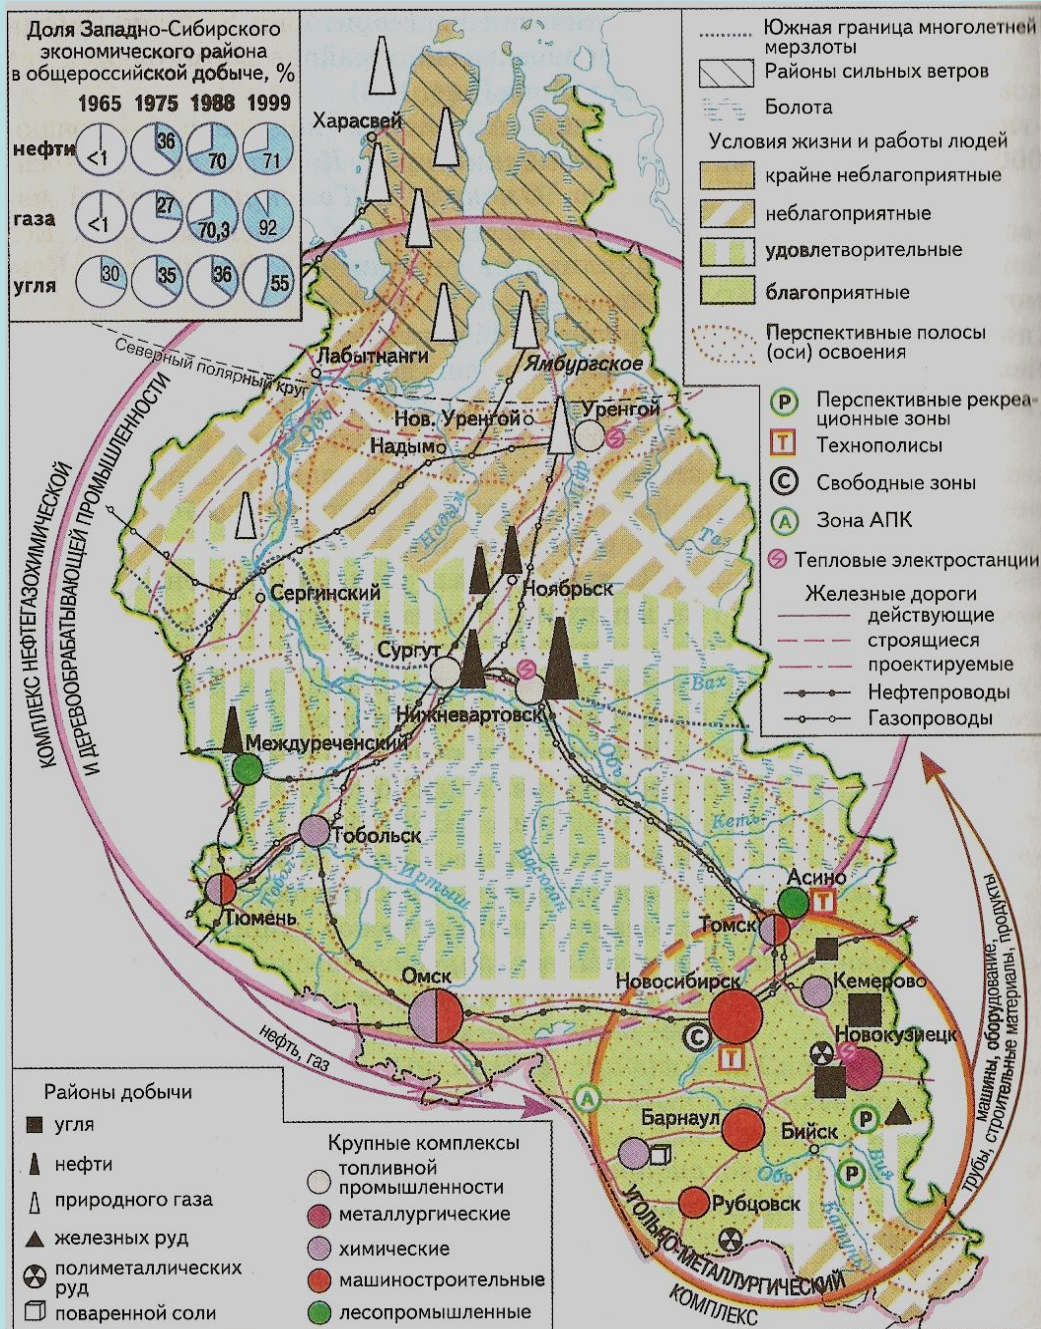 Доля Западно-Сибирского
экономического района
в общероссийской добыче, %
1965 1975 1988 1999
нефти <1 36 70 71
газа <1 27 70,3 92
угля 30 35 36 55
Южная граница многолетней
мерзлоты
Районы сильных ветров
Болота
Условия жизни и работы людей
крайне неблагоприятные
неблагоприятные
удовлетворительные
благоприятные
Перспективные полосы
(оси) освоения
Р Перспективные рекреа-
ционные зоны
Т Технополисы
С Свободные зоны
А Зона АПК
Тепловые электростанции
Железные дороги
действующие
строящиеся
проектируемые
Нефтепроводы
Газопроводы
Харасвей
Северный полярный круг
Лабытнанги
Ямбургское
Обь
Нов. Уренгой
Уренгой
Надым
Надым
Пур
Таз
КОМПЛЕКС НЕФТЕГАЗОХИМИЧЕСКОЙ
И ДЕРЕВООБРАБАТЫВАЮЩЕЙ ПРОМЫШЛЕННОСТИ
Сергинский
Ноябрьск
Сургут
Вах
Нижневартовск
Междуреченский
Обь
Кеть
Тобольск
Тобол
Иртыш
Васюган
Асино
Т
Тюмень
Томск
Омск
Новосибирск
Кемерово
С
Т
Новокузнецк
нефть, газ
А
Барнаул
Бийск
Р
Р
Обь
Бия
Катунь
Рубцовск
УГОЛЬНО-МЕТАЛЛУРГИЧЕСКИЙ
КОМПЛЕКС
машины, оборудование,
трубы, строительные материалы, продукты
Районы добычи
угля
нефти
природного газа
железных руд
полиметаллических
руд
поваренной соли
Крупные комплексы
топливной
промышленности
металлургические
химические
машиностроительные
лесопромышленные